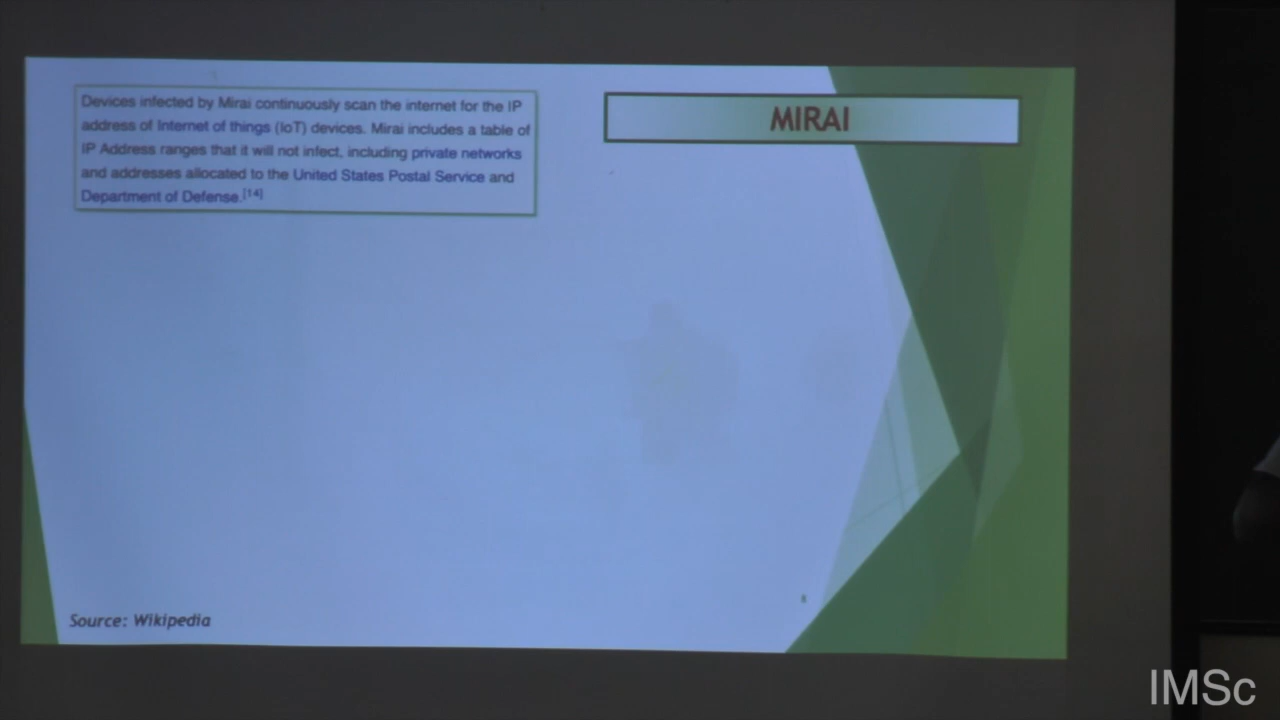 Devices infected by Mirai continuously scan the internet for the IP
address of Internet of things (IoT) devices. Mirai includes a table of
IP Address ranges that it will not infect, including private networks
and addresses allocated to the United States Postal Service and
Department of Defense.[14]
MIRAI
Source: Wikipedia
IMSc